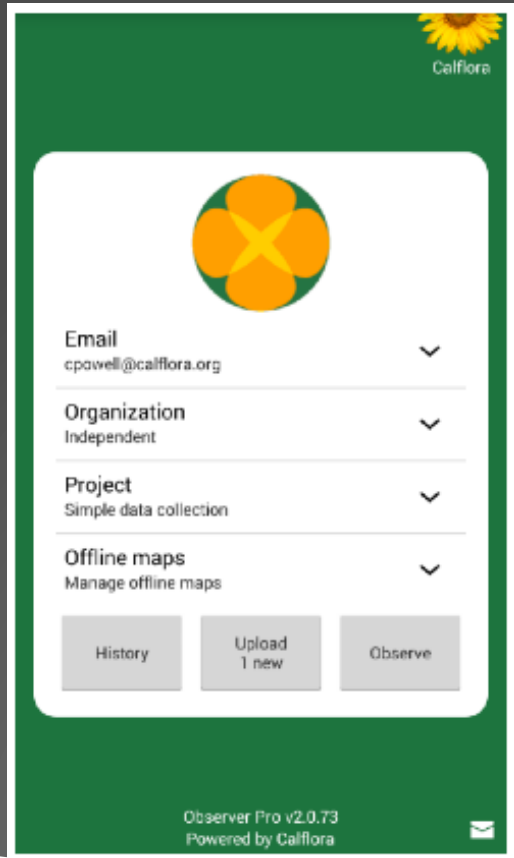 Calflora
Email
cpowell@calflora.org
Organization
Independent
Project
Simple data collection
Offline maps
Manage offline maps
History
Upload
1 new
Observe
Observer Pro v2.0.73
Powered by Calflora